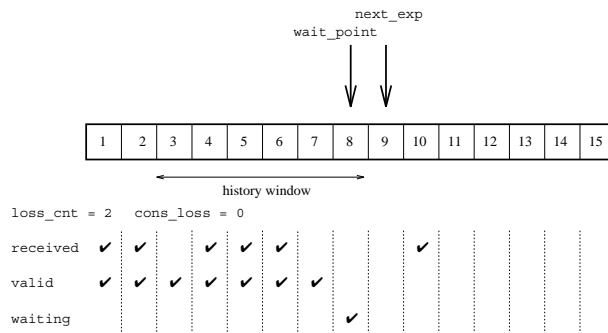 next_exp
wait_point
1 2 3 4 5 6 7 8 9 10 11 12 13 14 15
history window
loss_cnt = 2 cons_loss = 0
received ✔ ✔ ✔ ✔ ✔ ✔
valid ✔ ✔ ✔ ✔ ✔ ✔ ✔
waiting ✔